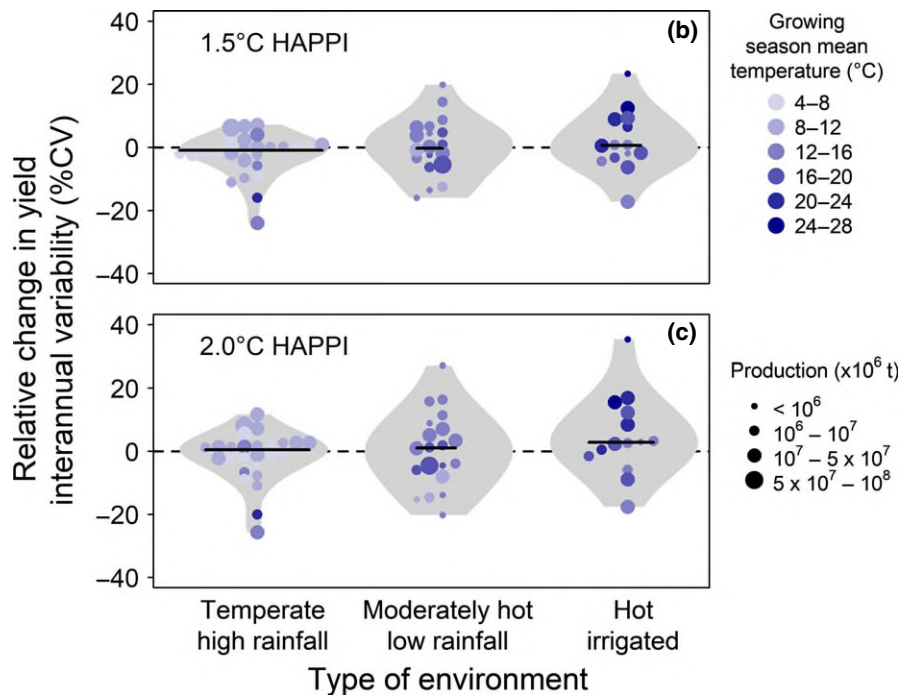 Relative change in yield
interannual variability (%CV)
40
20
0
−20
−40
1.5°C HAPPI
(b)
40
20
0
−20
−40
2.0°C HAPPI
(c)
Temperate
high rainfall
Moderately hot
low rainfall
Hot
irrigated
Type of environment
Growing
season mean
temperature (°C)
4–8
8–12
12–16
16–20
20–24
24–28
Production (x10⁶ t)
< 10⁶
10⁶ – 10⁷
10⁷ – 5 x 10⁷
5 x 10⁷ – 10⁸